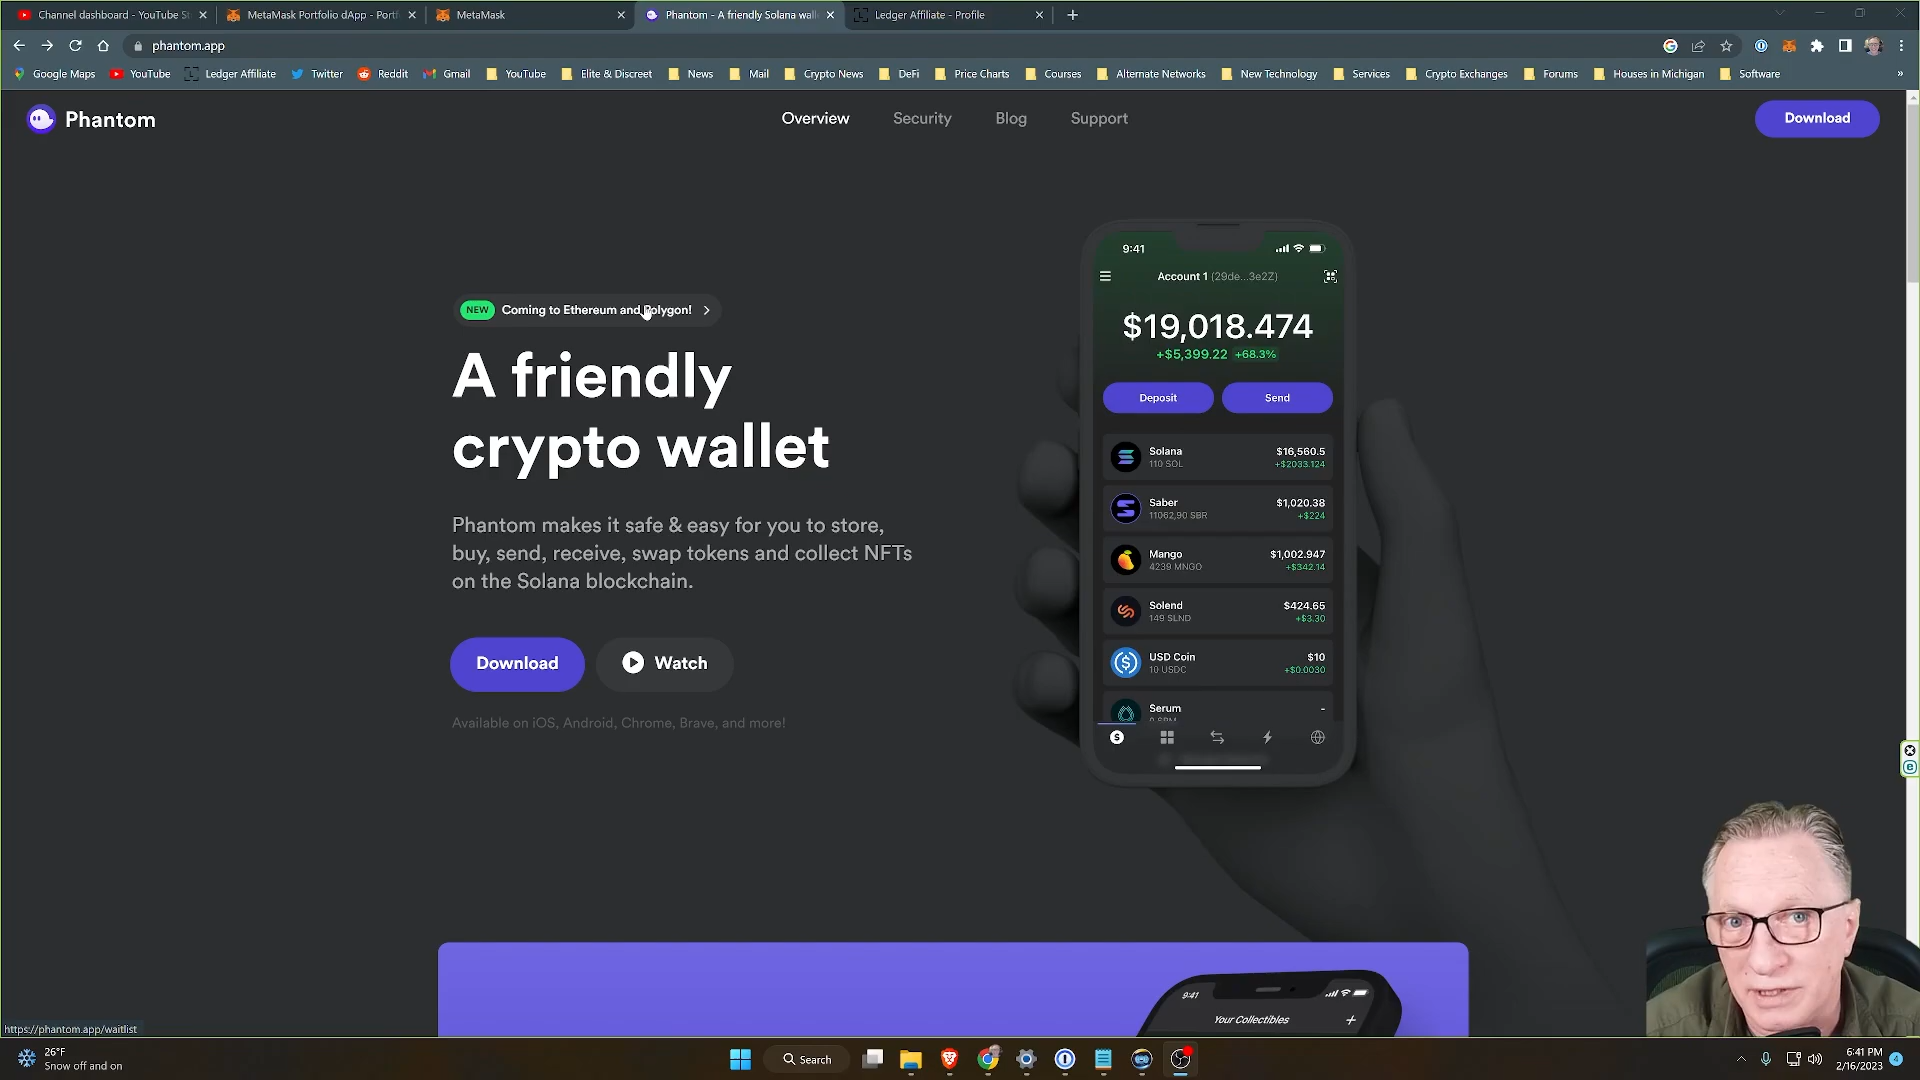 Channel dashboard - YouTube St
MetaMask Portfolio dApp - Portf
MetaMask
Phantom - A friendly Solana wall
Ledger Affiliate - Profile
phantom.app
Google Maps
YouTube
Ledger Affiliate
Twitter
Reddit
Gmail
YouTube
Elite & Discreet
News
Mail
Crypto News
DeFi
Price Charts
Courses
Alternate Networks
New Technology
Services
Crypto Exchanges
Forums
Houses in Michigan
Software
»
Phantom
Overview
Security
Blog
Support
Download
NEW Coming to Ethereum and Polygon!
A friendly
crypto wallet
Phantom makes it safe & easy for you to store,
buy, send, receive, swap tokens and collect NFTs
on the Solana blockchain.
Download
Watch
Available on iOS, Android, Chrome, Brave, and more!
9:41
Account 1 (29de...3e2Z)
$19,018.474
+$5,399.22 +68.3%
Deposit
Send
Solana
$16,560.5
110 SOL
+$2033.124
Saber
$1,020.38
11062,90 SBR
+$224
Mango
$1,002.947
4239 MNGO
+$342.14
Solend
$424.65
149 SLND
+$3.30
USD Coin
$10
10 USDC
+$0.0030
Serum
-
9:41
Your Collectibles
+
https://phantom.app/waitlist
26°F
Snow off and on
Search
6:41 PM
2/16/2023
4